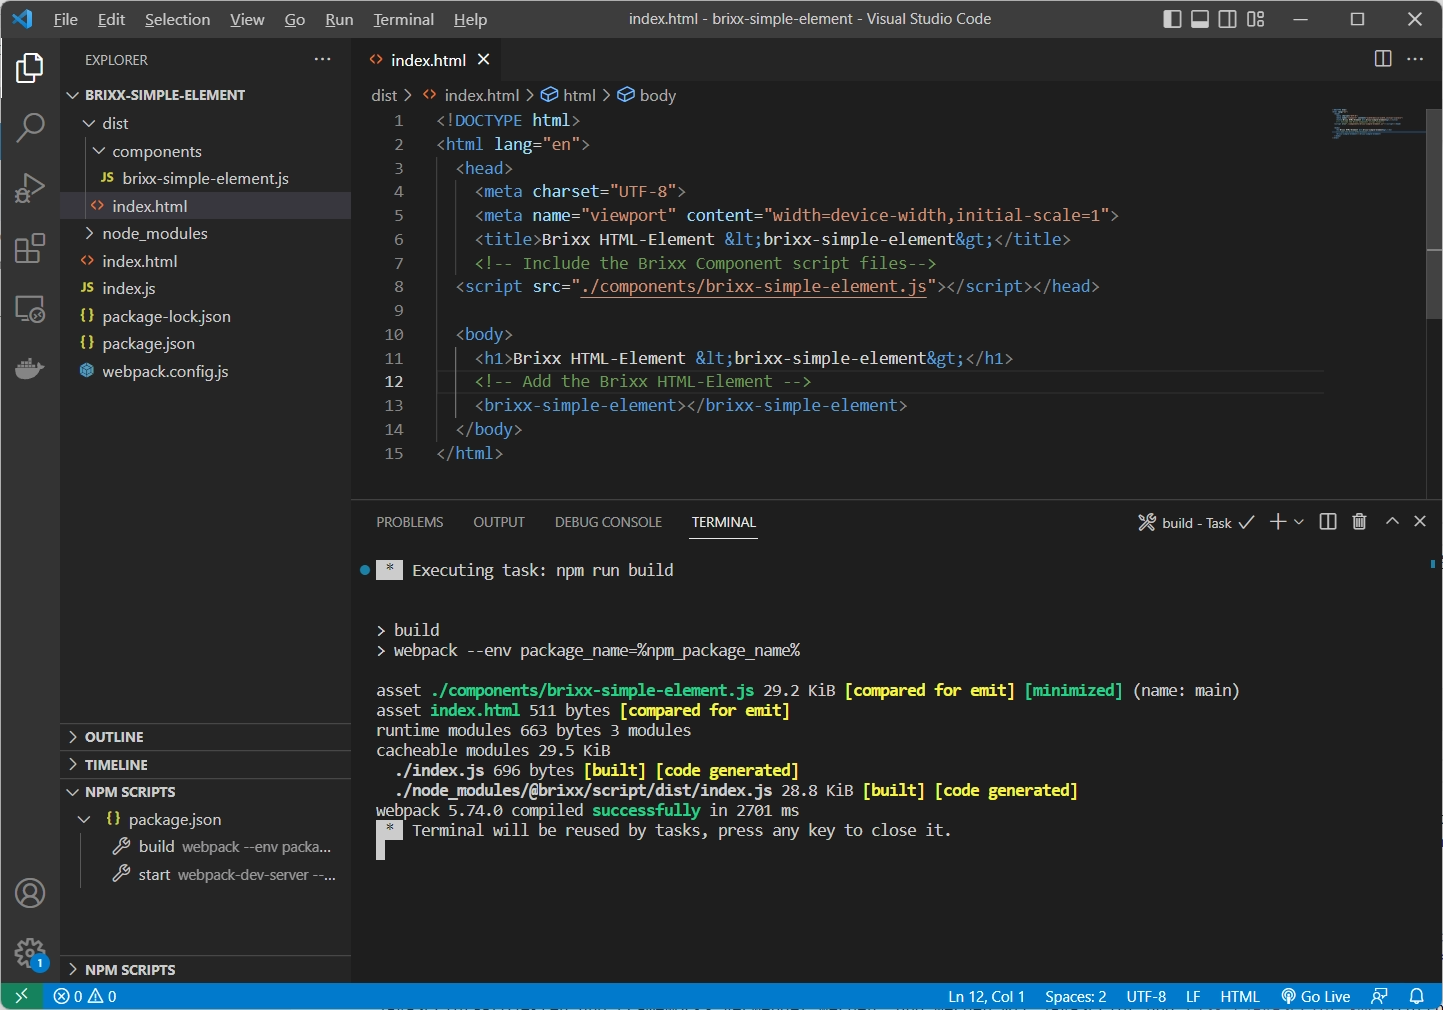 File Edit Selection View Go Run Terminal Help
index.html - brixx-simple-element - Visual Studio Code
EXPLORER
BRIXX-SIMPLE-ELEMENT
dist
components
JS brixx-simple-element.js
<> index.html
node_modules
<> index.html
JS index.js
{} package-lock.json
{} package.json
webpack.config.js
OUTLINE
TIMELINE
NPM SCRIPTS
{} package.json
build webpack --env packa...
start webpack-dev-server --...
NPM SCRIPTS
1
<> index.html
dist > <> index.html > html > body
1 <!DOCTYPE html>
2 <html lang="en">
3 <head>
4 <meta charset="UTF-8">
5 <meta name="viewport" content="width=device-width,initial-scale=1">
6 <title>Brixx HTML-Element &lt;brixx-simple-element&gt;</title>
7 <!-- Include the Brixx Component script files-->
8 <script src="./components/brixx-simple-element.js"></script></head>
9
10 <body>
11 <h1>Brixx HTML-Element &lt;brixx-simple-element&gt;</h1>
12 <!-- Add the Brixx HTML-Element -->
13 <brixx-simple-element></brixx-simple-element>
14 </body>
15 </html>
PROBLEMS OUTPUT DEBUG CONSOLE TERMINAL
build - Task
* Executing task: npm run build
> build
> webpack --env package_name=%npm_package_name%
asset ./components/brixx-simple-element.js 29.2 KiB [compared for emit] [minimized] (name: main)
asset index.html 511 bytes [compared for emit]
runtime modules 663 bytes 3 modules
cacheable modules 29.5 KiB
./index.js 696 bytes [built] [code generated]
./node_modules/@brixx/script/dist/index.js 28.8 KiB [built] [code generated]
webpack 5.74.0 compiled successfully in 2701 ms
* Terminal will be reused by tasks, press any key to close it.
0 0
Ln 12, Col 1 Spaces: 2 UTF-8 LF HTML Go Live